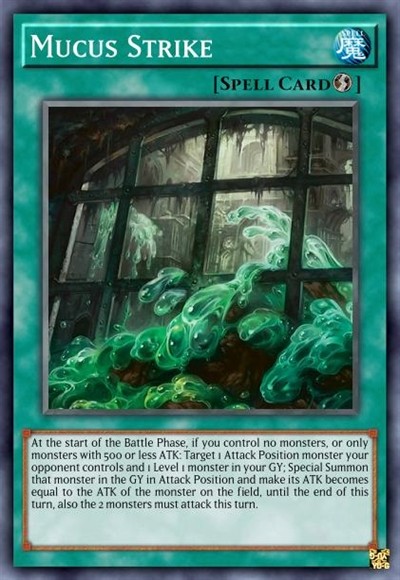 Mucus Strike
SPELL
魔
[Spell Card]
At the start of the Battle Phase, if you control no monsters, or only
monsters with 500 or less ATK: Target 1 Attack Position monster your
opponent controls and 1 Level 1 monster in your GY; Special Summon
that monster in the GY in Attack Position and make its ATK becomes
equal to the ATK of the monster on the field, until the end of this
turn, also the 2 monsters must attack this turn.